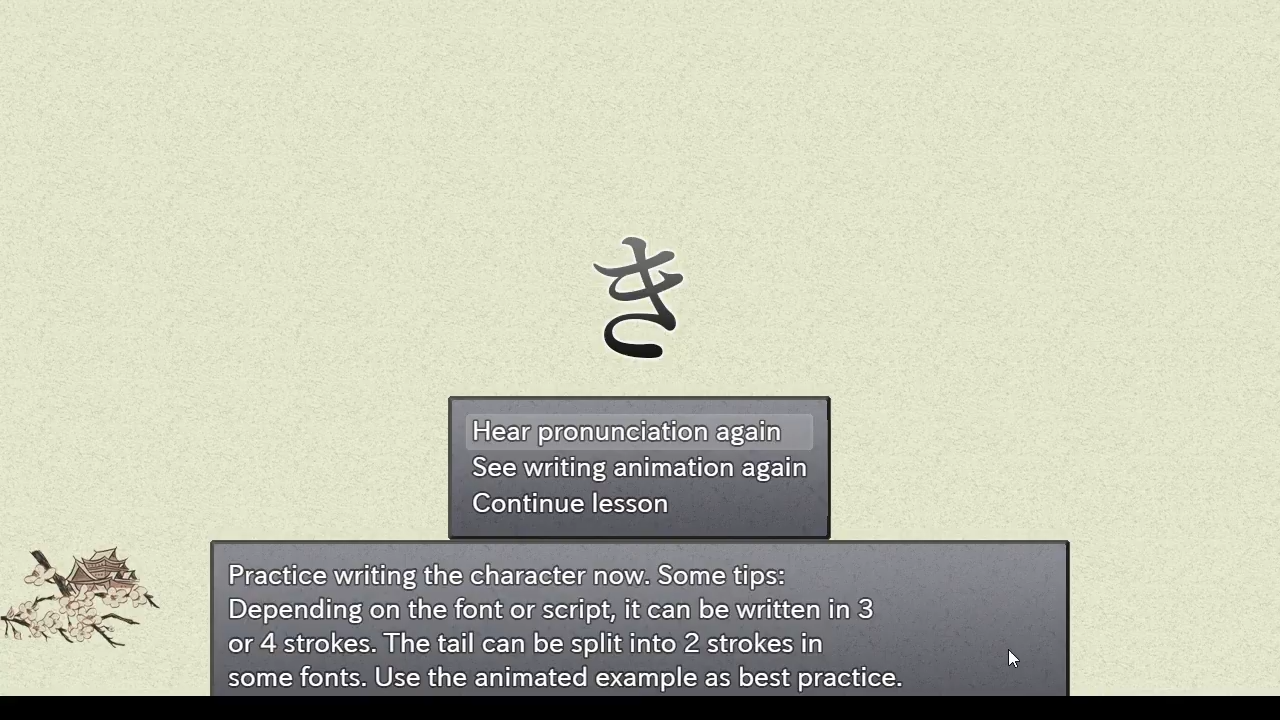 き
Hear pronunciation again
See writing animation again
Continue lesson
Practice writing the character now. Some tips:
Depending on the font or script, it can be written in 3
or 4 strokes. The tail can be split into 2 strokes in
some fonts. Use the animated example as best practice.